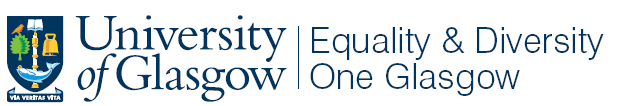 University
of Glasgow
Equality & Diversity
One Glasgow
VIA VERITAS VITA